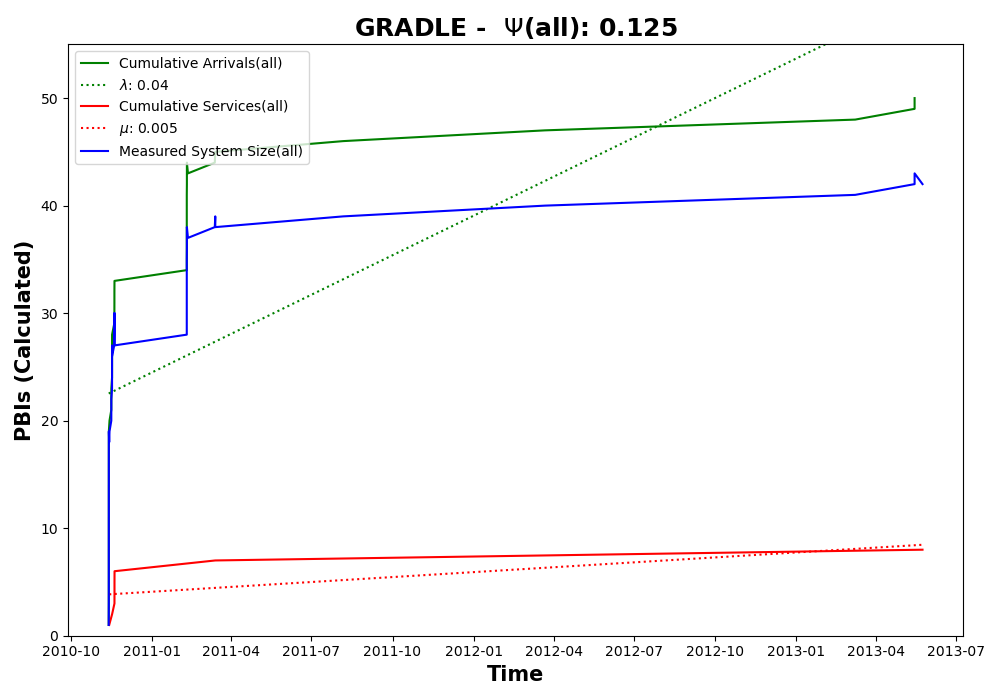 GRADLE - Ψ(all): 0.125
Cumulative Arrivals(all)
λ: 0.04
Cumulative Services(all)
μ: 0.005
Measured System Size(all)
PBIs (Calculated)
50
40
30
20
10
0
2010-10 2011-01 2011-04 2011-07 2011-10 2012-01 2012-04 2012-07 2012-10 2013-01 2013-04 2013-07
Time